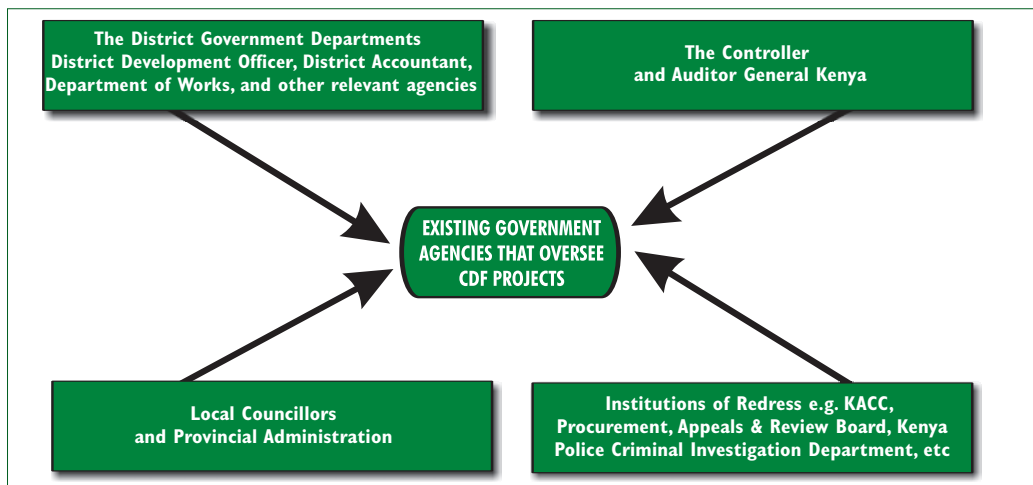 The District Government Departments
District Development Officer, District Accountant,
Department of Works, and other relevant agencies
The Controller
and Auditor General Kenya
EXISTING GOVERNMENT
AGENCIES THAT OVERSEE
CDF PROJECTS
Local Councillors
and Provincial Administration
Institutions of Redress e.g. KACC,
Procurement, Appeals & Review Board, Kenya
Police Criminal Investigation Department, etc